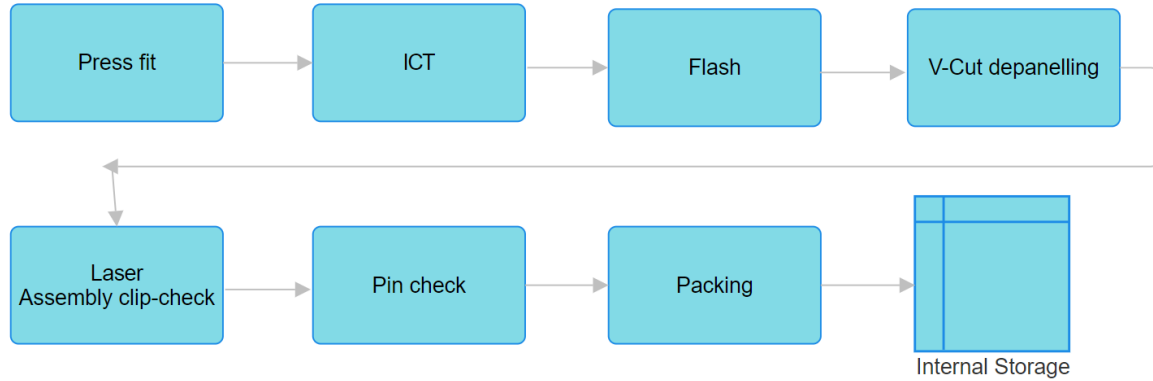 Press fit
ICT
Flash
V-Cut depanelling
Laser
Assembly clip-check
Pin check
Packing
Internal Storage